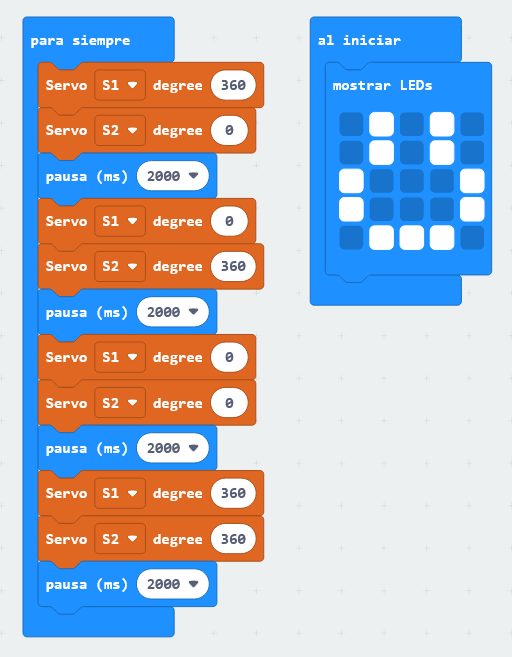 para siempre
Servo S1 degree 360
Servo S2 degree 0
pausa (ms) 2000
Servo S1 degree 0
Servo S2 degree 360
pausa (ms) 2000
Servo S1 degree 0
Servo S2 degree 0
pausa (ms) 2000
Servo S1 degree 360
Servo S2 degree 360
pausa (ms) 2000
al iniciar
mostrar LEDs